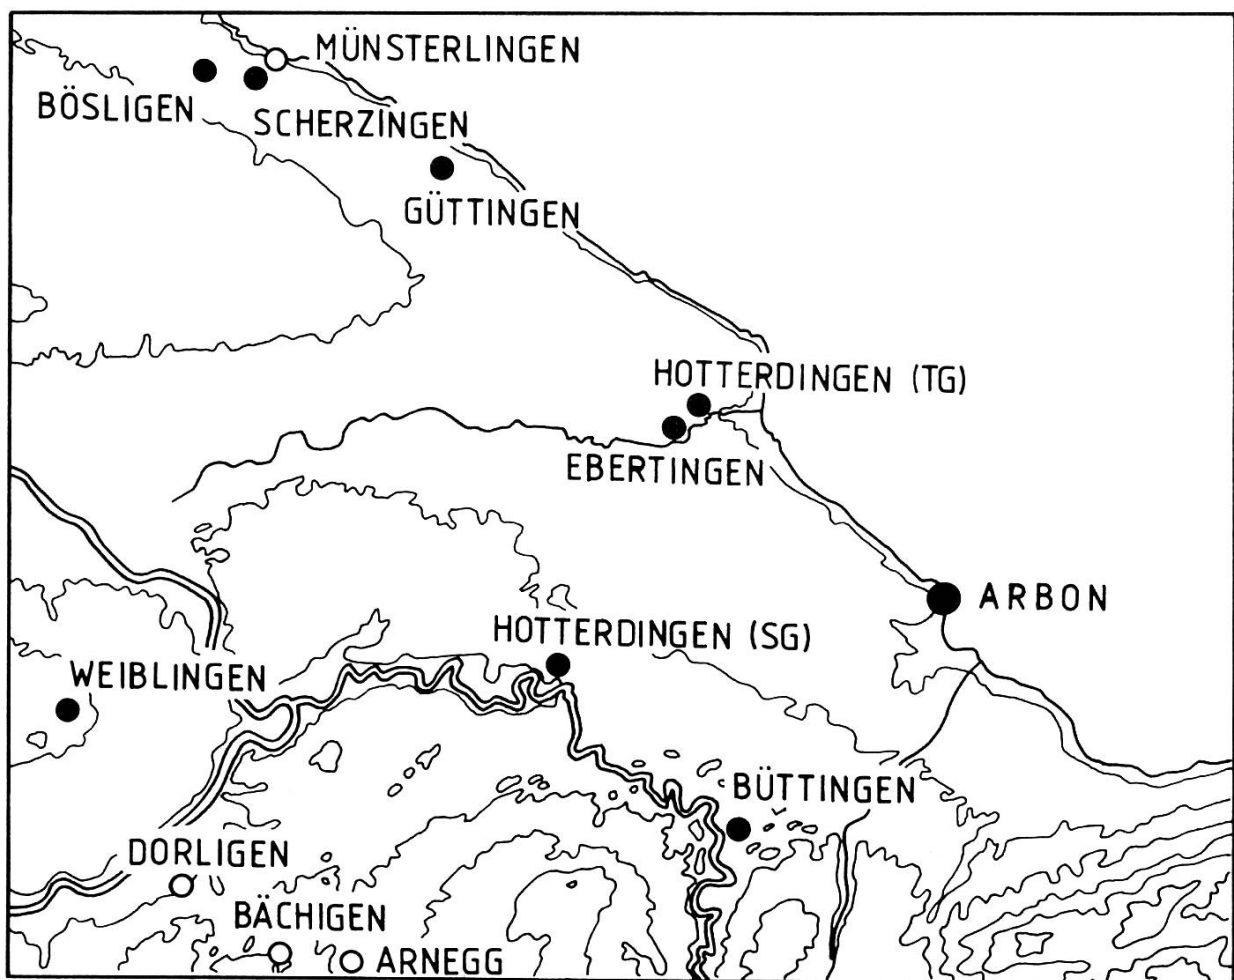 MÜNSTERLINGEN
BÖSLIGEN
SCHERZINGEN
GÜTTINGEN
HOTTERDINGEN (TG)
EBERTINGEN
ARBON
HOTTERDINGEN (SG)
WEIBLINGEN
BÜTTINGEN
DORLIGEN
BÄCHIGEN
ARNEGG